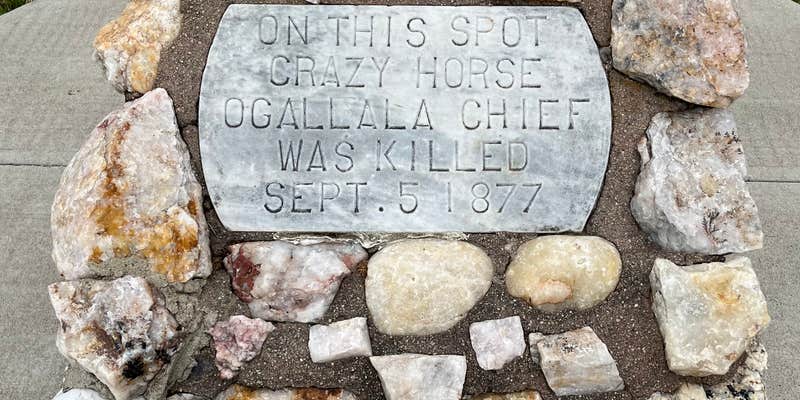 ON THIS SPOT
CRAZY HORSE
OGALLALA CHIEF
WAS KILLED
SEPT. 5 1877